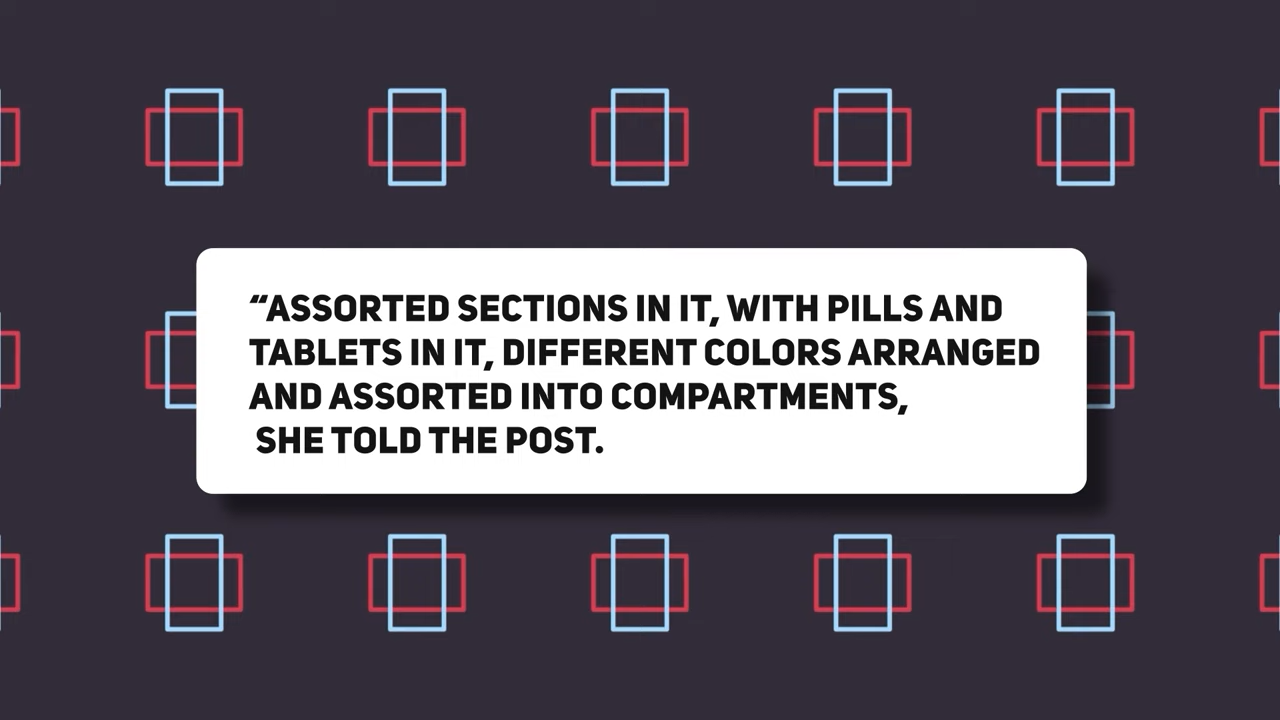 “ASSORTED SECTIONS IN IT, WITH PILLS AND
TABLETS IN IT, DIFFERENT COLORS ARRANGED
AND ASSORTED INTO COMPARTMENTS,
SHE TOLD THE POST.